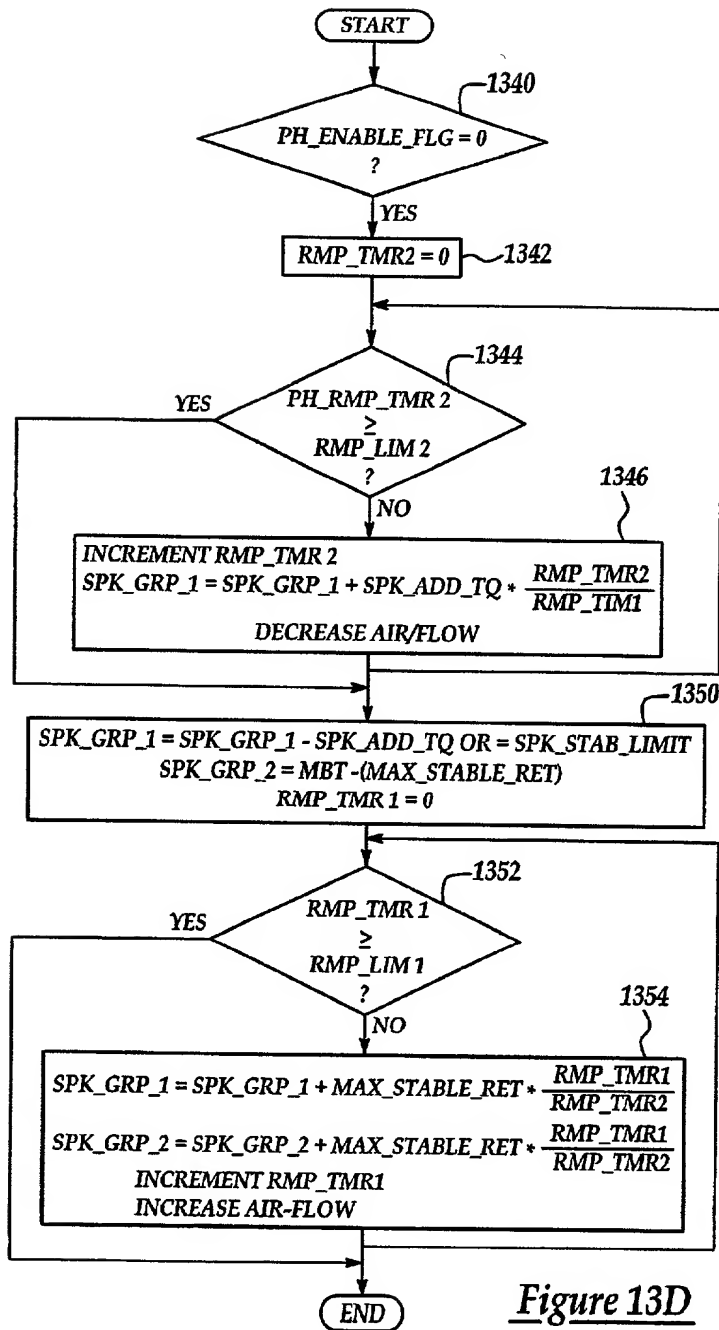 START
1340
PH_ENABLE_FLG = 0
?
YES
RMP_TMR2 = 0
1342
1344
YES
PH_RMP_TMR 2
≥
RMP_LIM 2
?
NO
1346
INCREMENT RMP_TMR 2
SPK_GRP_1 = SPK_GRP_1 + SPK_ADD_TQ * RMP_TMR2
RMP_TIM1
DECREASE AIR/FLOW
1350
SPK_GRP_1 = SPK_GRP_1 - SPK_ADD_TQ OR = SPK_STAB_LIMIT
SPK_GRP_2 = MBT -(MAX_STABLE_RET)
RMP_TMR 1 = 0
1352
YES
RMP_TMR 1
≥
RMP_LIM 1
?
NO
1354
SPK_GRP_1 = SPK_GRP_1 + MAX_STABLE_RET * RMP_TMR1
RMP_TMR2
SPK_GRP_2 = SPK_GRP_2 + MAX_STABLE_RET * RMP_TMR1
RMP_TMR2
INCREMENT RMP_TMR1
INCREASE AIR-FLOW
END
Figure 13D